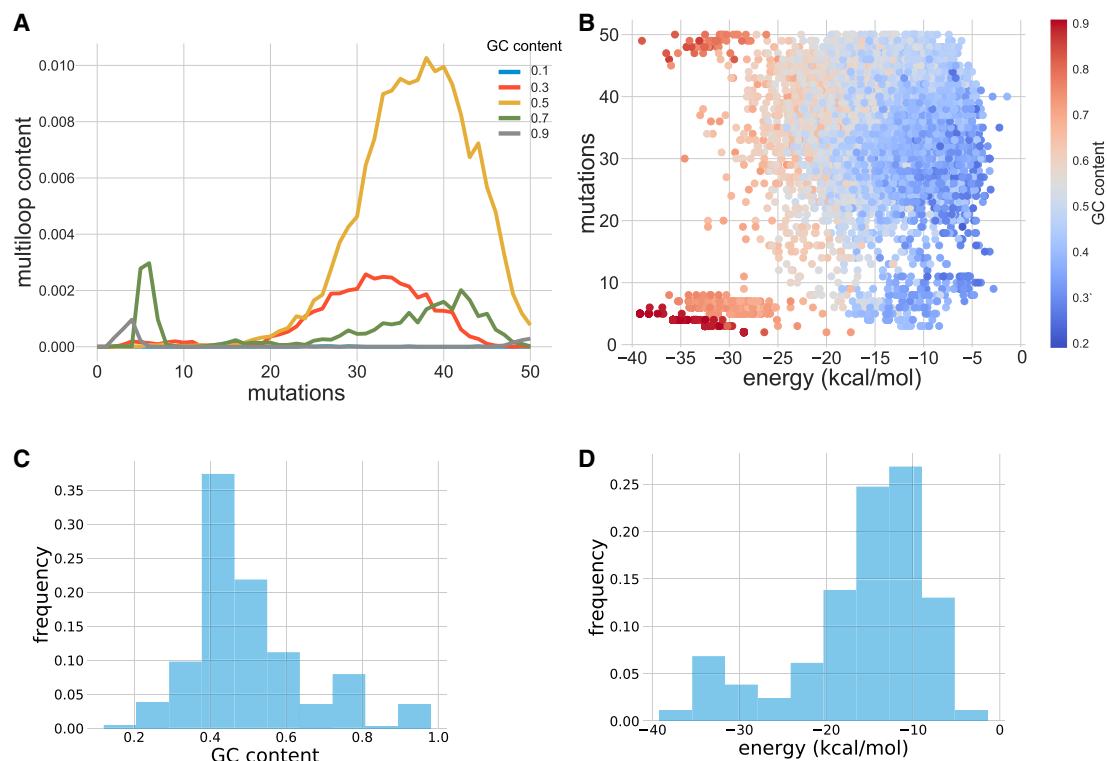 A
GC content
0.1
0.3
0.5
0.7
0.9
0.010
0.008
0.006
0.004
0.002
0.000
multiloop content
0 10 20 30 40 50
mutations
B
50
40
30
20
10
0
mutations
−40 −35 −30 −25 −20 −15 −10 −5 0
energy (kcal/mol)
0.9
0.8
0.7
0.6
0.5
0.4
0.3
0.2
GC content
C
0.35
0.30
0.25
0.20
0.15
0.10
0.05
0.00
frequency
0.2 0.4 0.6 0.8 1.0
GC content
D
0.25
0.20
0.15
0.10
0.05
0.00
frequency
−40 −30 −20 −10 0
energy (kcal/mol)